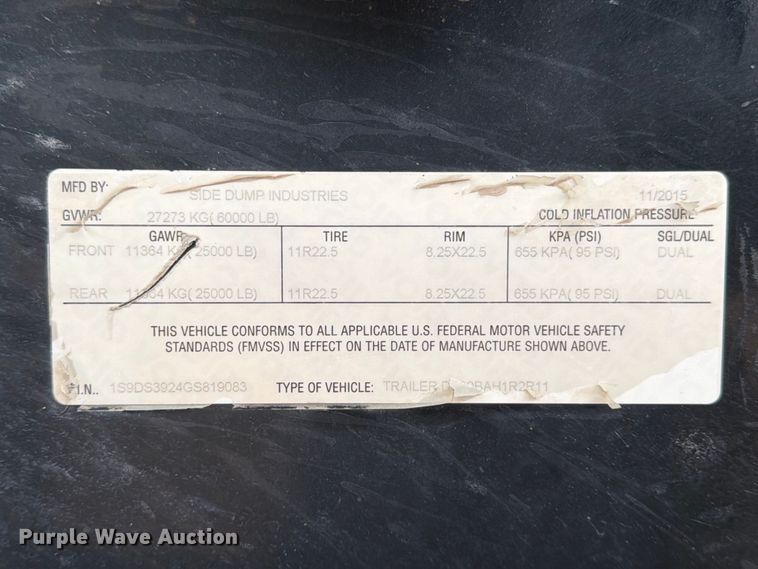 MFD BY: SIDE DUMP INDUSTRIES 11/2015
GVWR: 27273 KG( 60000 LB) COLD INFLATION PRESSURE
GAWR TIRE RIM KPA (PSI) SGL/DUAL
FRONT 11364 KG( 25000 LB) 11R22.5 8.25X22.5 655 KPA( 95 PSI) DUAL
REAR 11364 KG( 25000 LB) 11R22.5 8.25X22.5 655 KPA( 95 PSI) DUAL
THIS VEHICLE CONFORMS TO ALL APPLICABLE U.S. FEDERAL MOTOR VEHICLE SAFETY
STANDARDS (FMVSS) IN EFFECT ON THE DATE OF MANUFACTURE SHOWN ABOVE.
V.I.N.. 1S9DS3924GS819083 TYPE OF VEHICLE: TRAILER
Purple Wave Auction